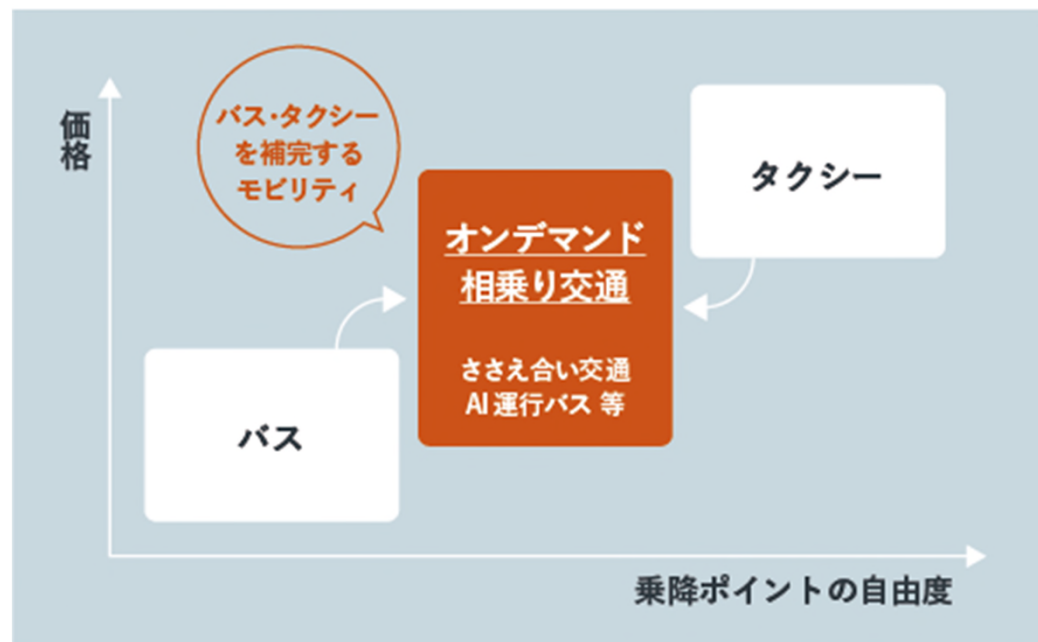 価格
バス・タクシー
を補完する
モビリティ
タクシー
オンデマンド
相乗り交通
ささえ合い交通
AI運行バス 等
バス
乗降ポイントの自由度